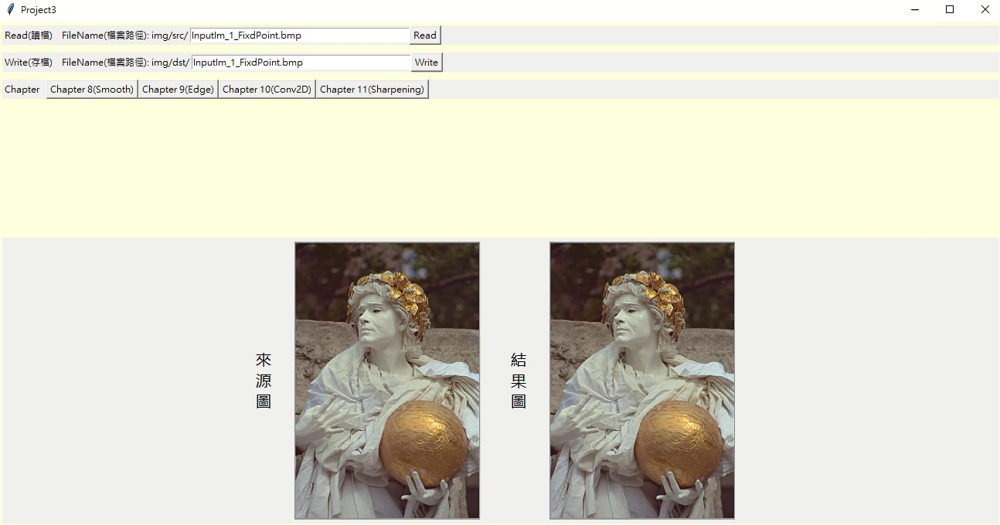 Project3
Read(讀檔) FileName(檔案路徑): img/src/ InputIm_1_FixdPoint.bmp Read
Write(存檔) FileName(檔案路徑): img/dst/ InputIm_1_FixdPoint.bmp Write
Chapter Chapter 8(Smooth) Chapter 9(Edge) Chapter 10(Conv2D) Chapter 11(Sharpening)
來
源
圖
結
果
圖